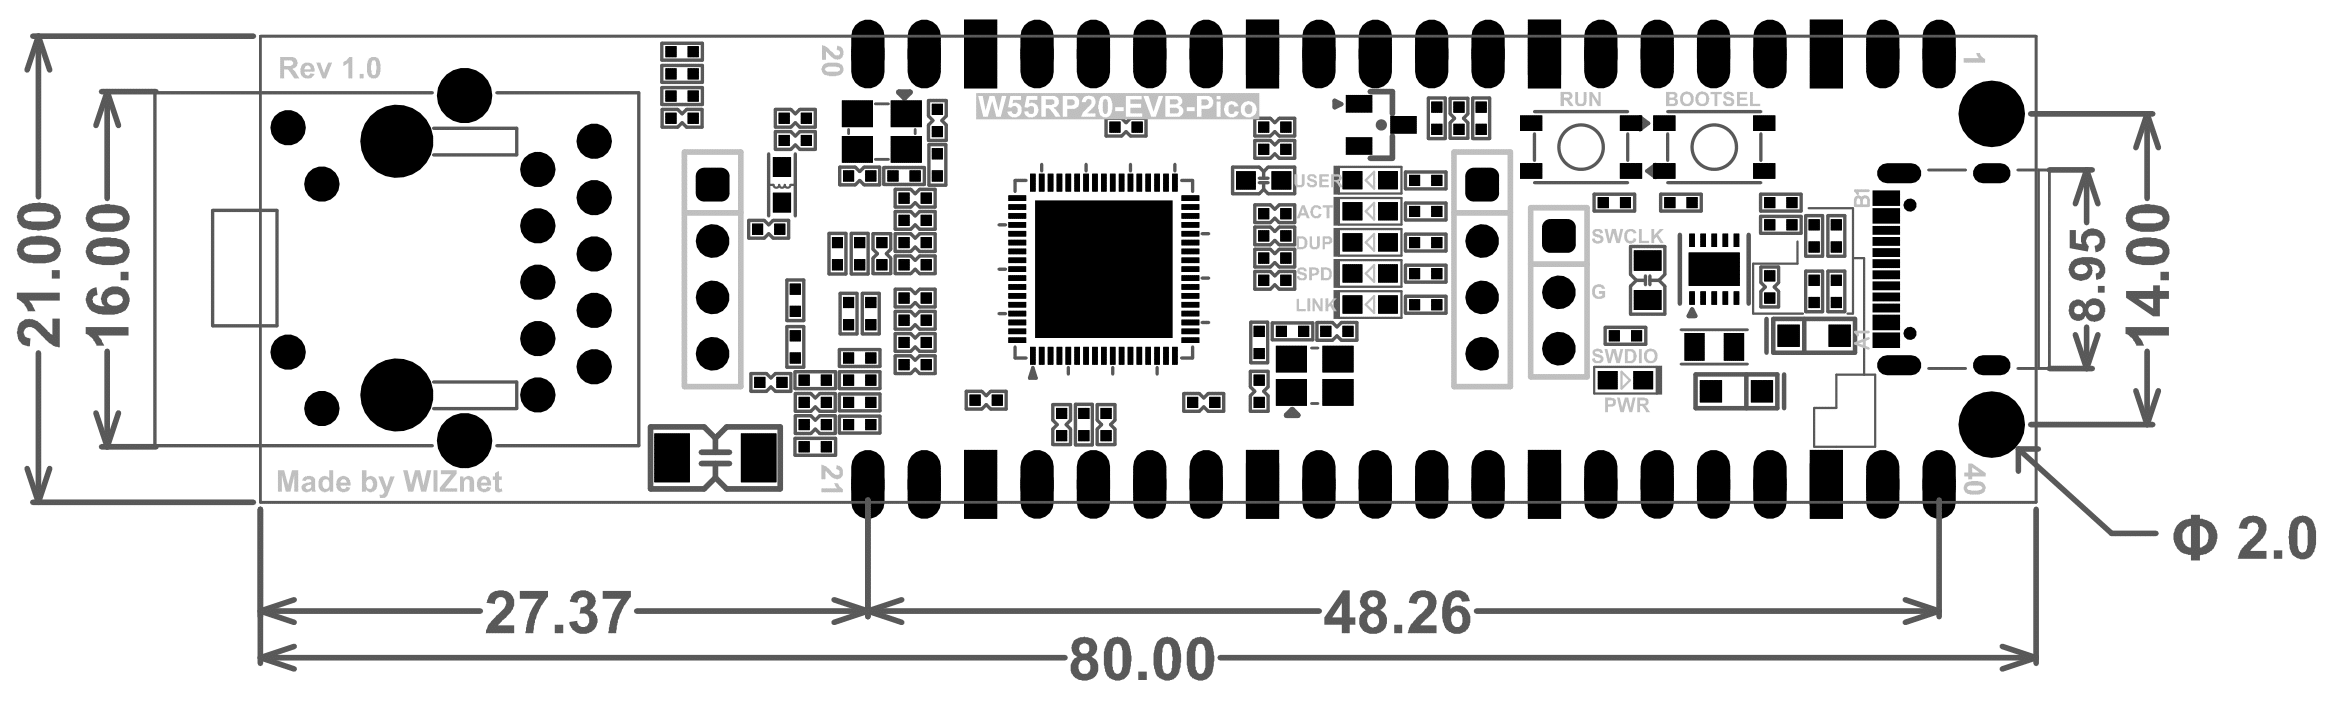 20
1
Rev 1.0
W55RP20-EVB-Pico
RUN
BOOTSEL
USER
ACT
DUP
SPD
LINK
SWCLK
G
SWDIO
PWR
B1
A1
Made by WIZnet
21
40
21.00
16.00
8.95
14.00
Φ 2.0
27.37
48.26
80.00